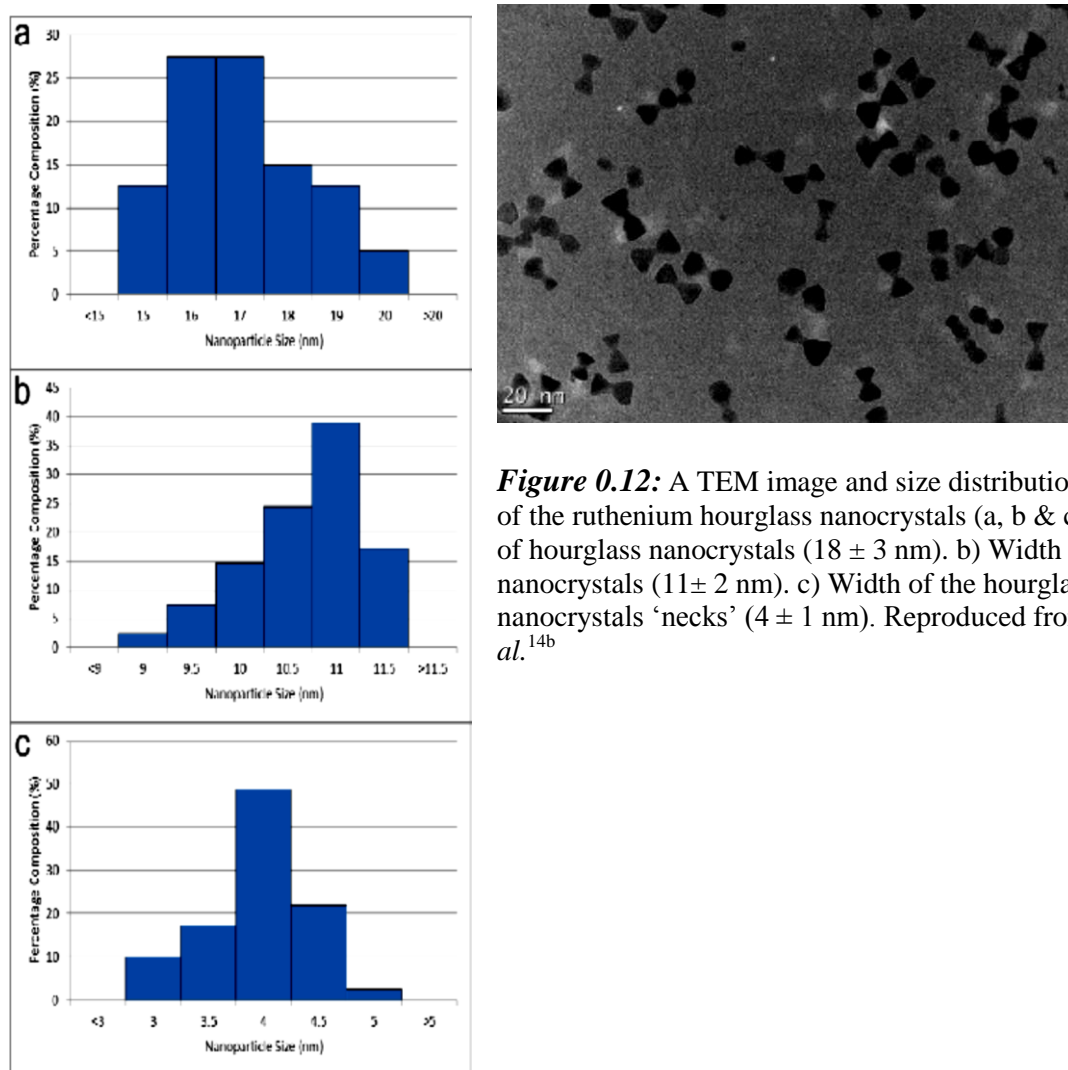 a
Percentage Composition (%)
30
25
20
15
10
5
0
<15 15 16 17 18 19 20 >20
Nanoparticle Size (nm)
b
Percentage Composition (%)
45
40
35
30
25
20
15
10
5
0
<9 9 9.5 10 10.5 11 11.5 >11.5
Nanoparticle Size (nm)
c
Percentage Composition (%)
60
50
40
30
20
10
0
<3 3 3.5 4 4.5 5 >5
Nanoparticle Size (nm)
20 nm
Figure 0.12: A TEM image and size distributio
of the ruthenium hourglass nanocrystals (a, b & c
of hourglass nanocrystals (18 ± 3 nm). b) Width
nanocrystals (11± 2 nm). c) Width of the hourgla
nanocrystals ‘necks’ (4 ± 1 nm). Reproduced fro
al.14b